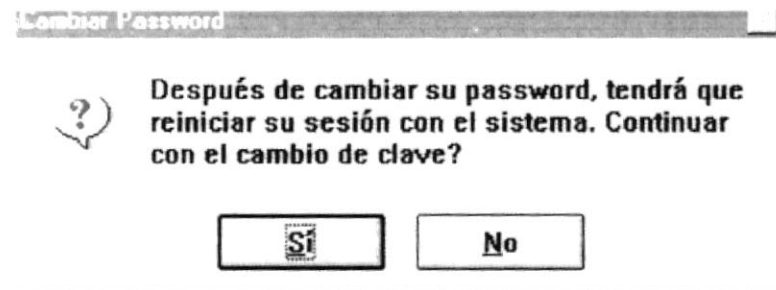 Cambiar Password
Después de cambiar su password, tendrá que
reiniciar su sesión con el sistema. Continuar
con el cambio de clave?
Sí
No